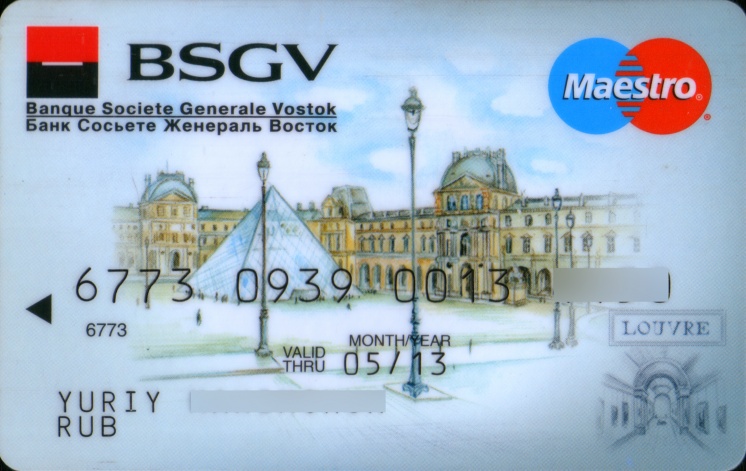 BSGV
Banque Societe Generale Vostok
Банк Сосьете Женераль Восток
Maestro
6773 0939 0013
6773
MONTH/YEAR
VALID THRU 05/13
LOUVRE
YURIY
RUB